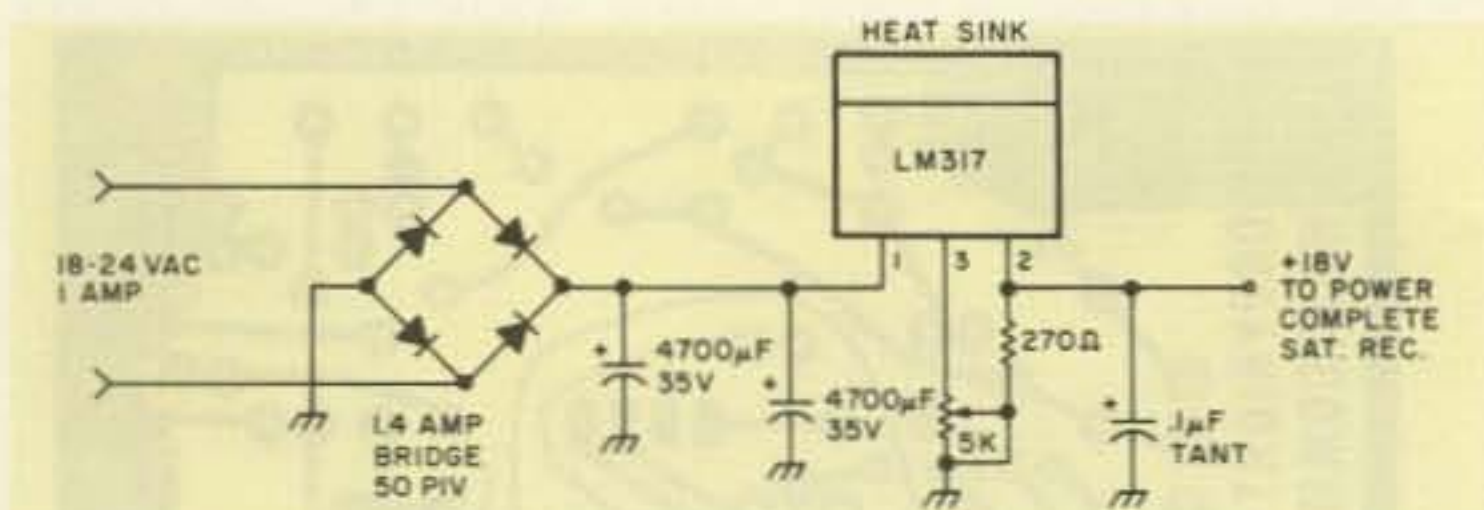 HEAT SINK
LM317
1 3 2
18-24 VAC
1 AMP
+18V
TO POWER
COMPLETE
SAT. REC.
270Ω
+
4700µF
35V
+
4700µF
35V
5K
+
.1µF
TANT
1.4 AMP
BRIDGE
50 PIV